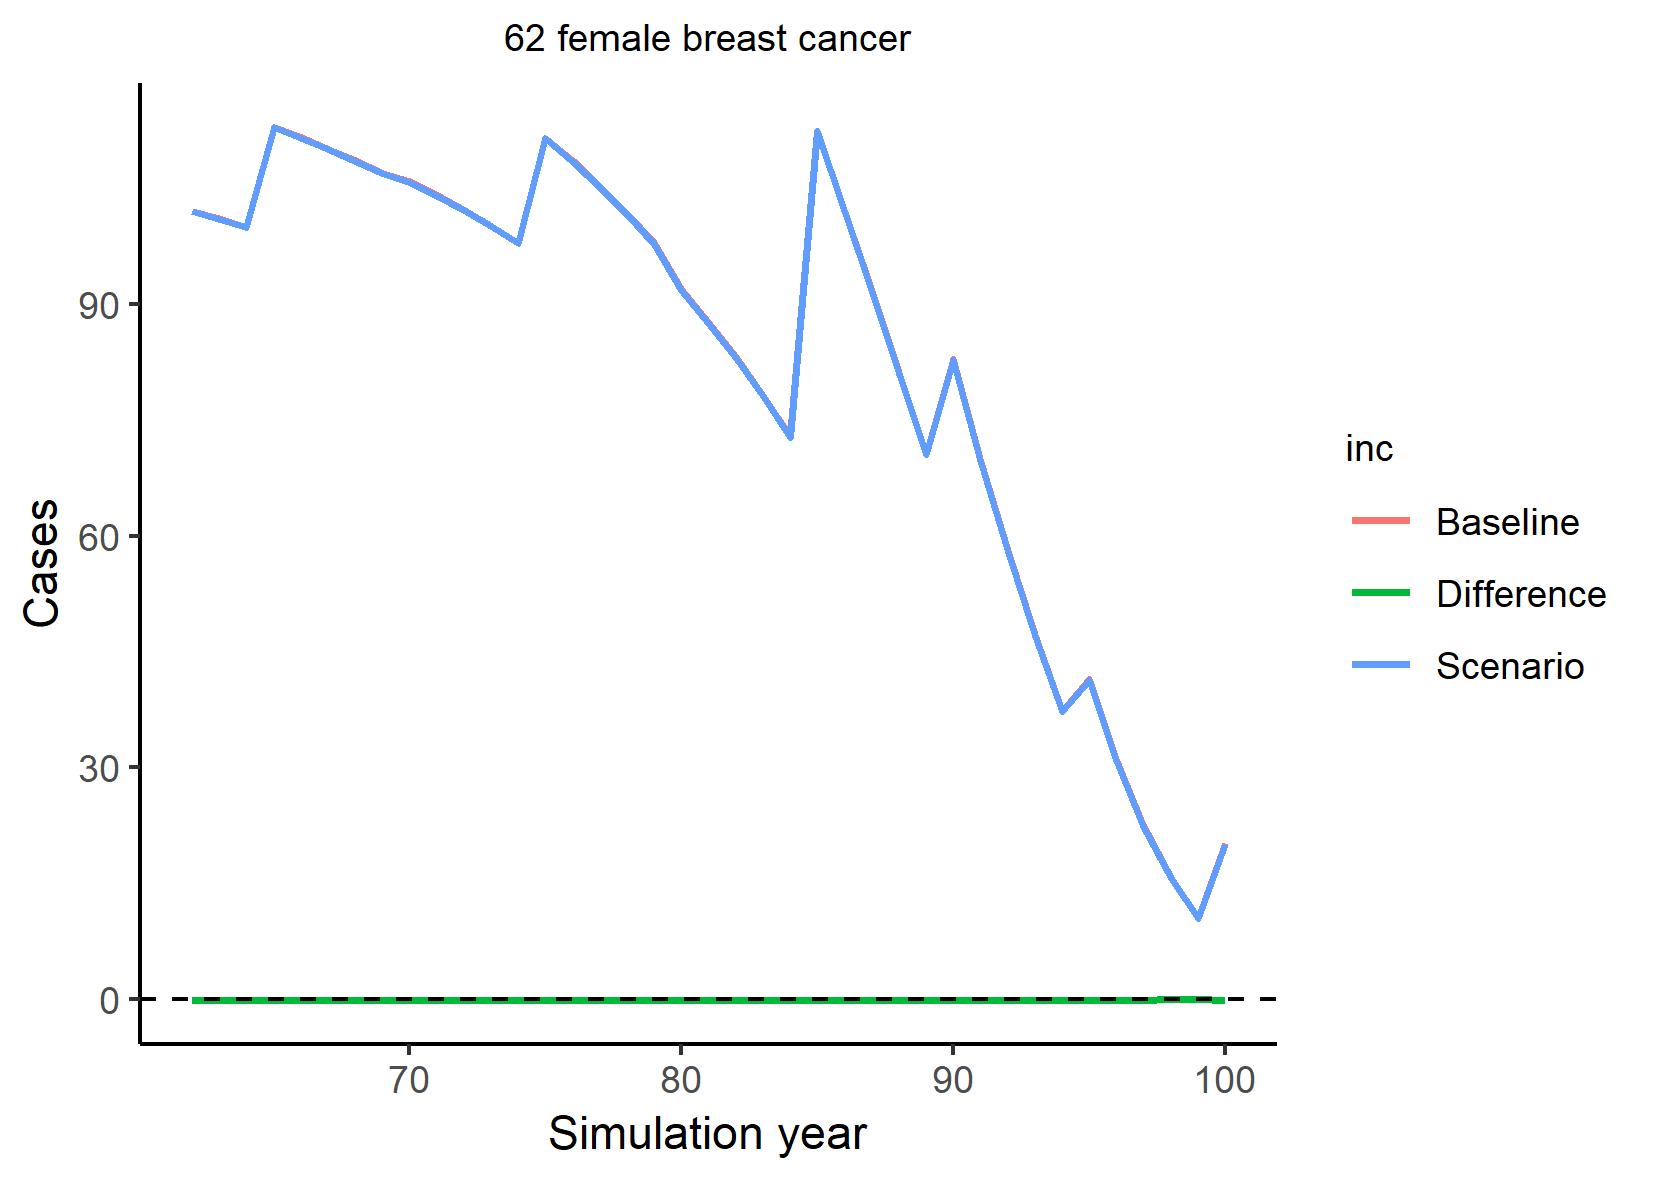 62 female breast cancer
Cases
90
60
30
0
70 80 90 100
Simulation year
inc
Baseline
Difference
Scenario